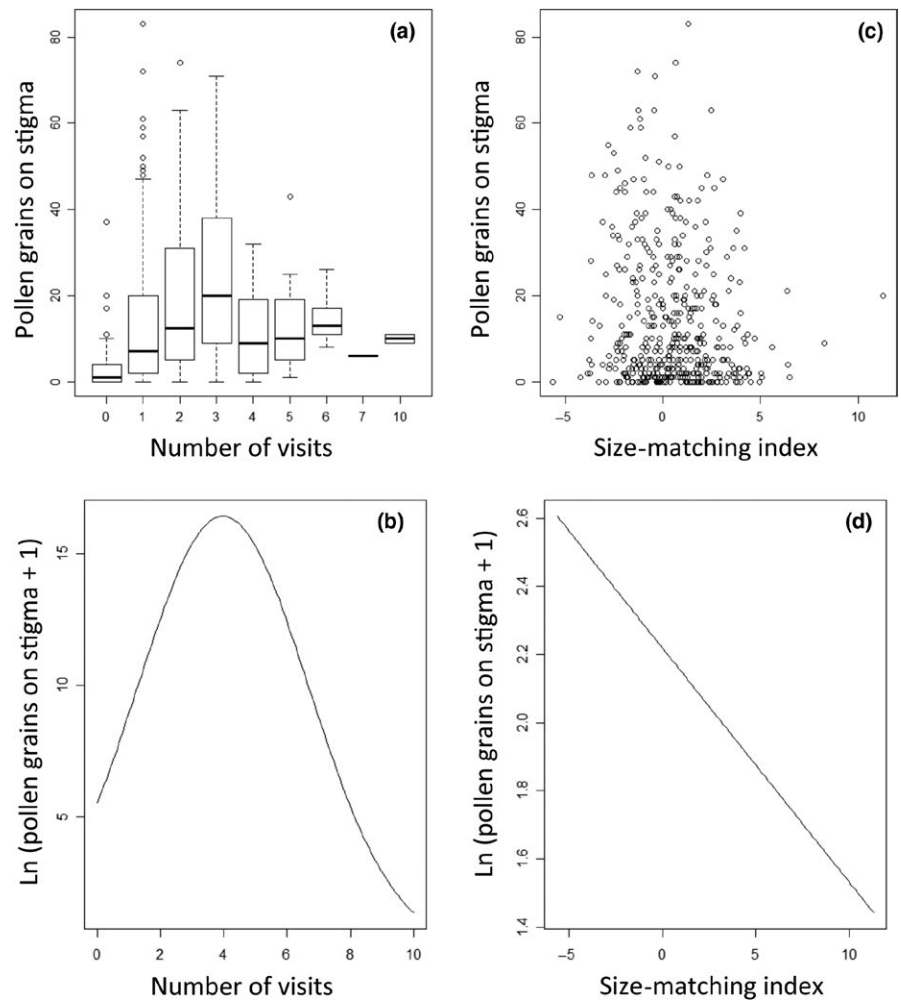 (a)
Pollen grains on stigma
80
60
40
20
0
0 1 2 3 4 5 6 7 10
Number of visits
(c)
Pollen grains on stigma
80
60
40
20
0
−5 0 5 10
Size-matching index
(b)
Ln (pollen grains on stigma + 1)
15
10
5
0 2 4 6 8 10
Number of visits
(d)
Ln (pollen grains on stigma + 1)
2.6
2.4
2.2
2.0
1.8
1.6
1.4
−5 0 5 10
Size-matching index